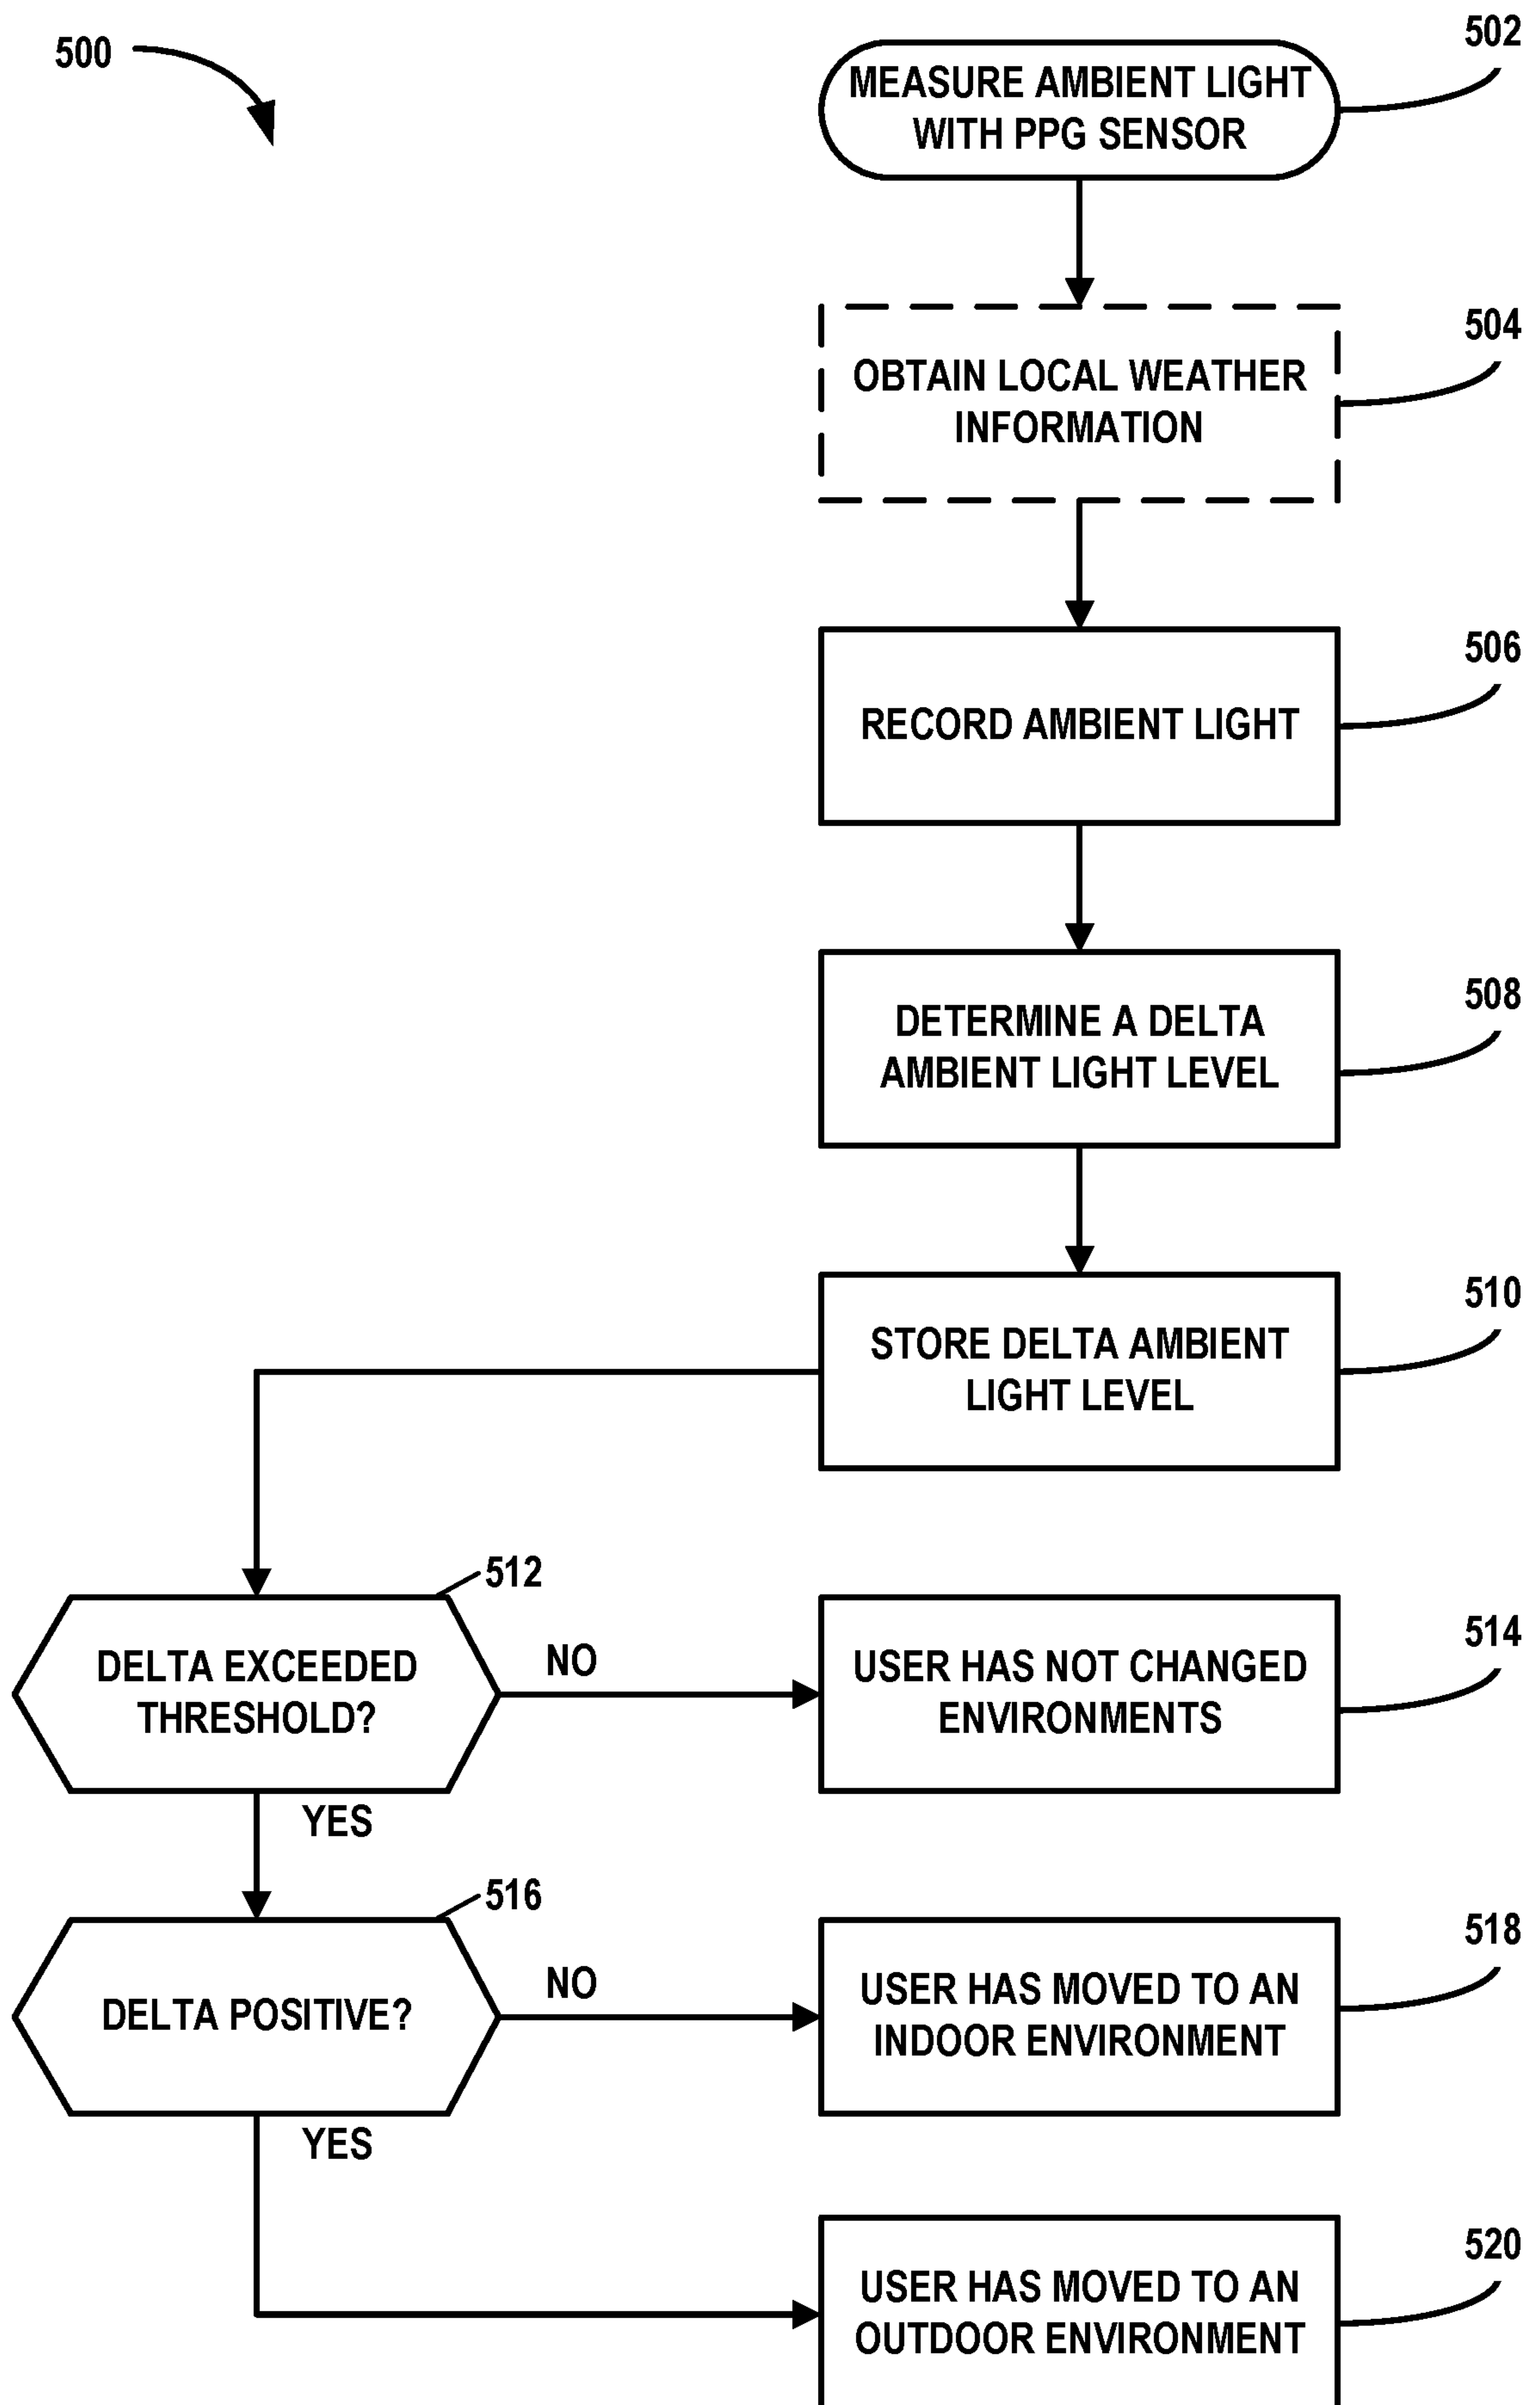 500
502
MEASURE AMBIENT LIGHT
WITH PPG SENSOR
504
OBTAIN LOCAL WEATHER
INFORMATION
506
RECORD AMBIENT LIGHT
508
DETERMINE A DELTA
AMBIENT LIGHT LEVEL
510
STORE DELTA AMBIENT
LIGHT LEVEL
512
DELTA EXCEEDED
THRESHOLD?
NO
514
USER HAS NOT CHANGED
ENVIRONMENTS
YES
516
DELTA POSITIVE?
NO
518
USER HAS MOVED TO AN
INDOOR ENVIRONMENT
YES
520
USER HAS MOVED TO AN
OUTDOOR ENVIRONMENT